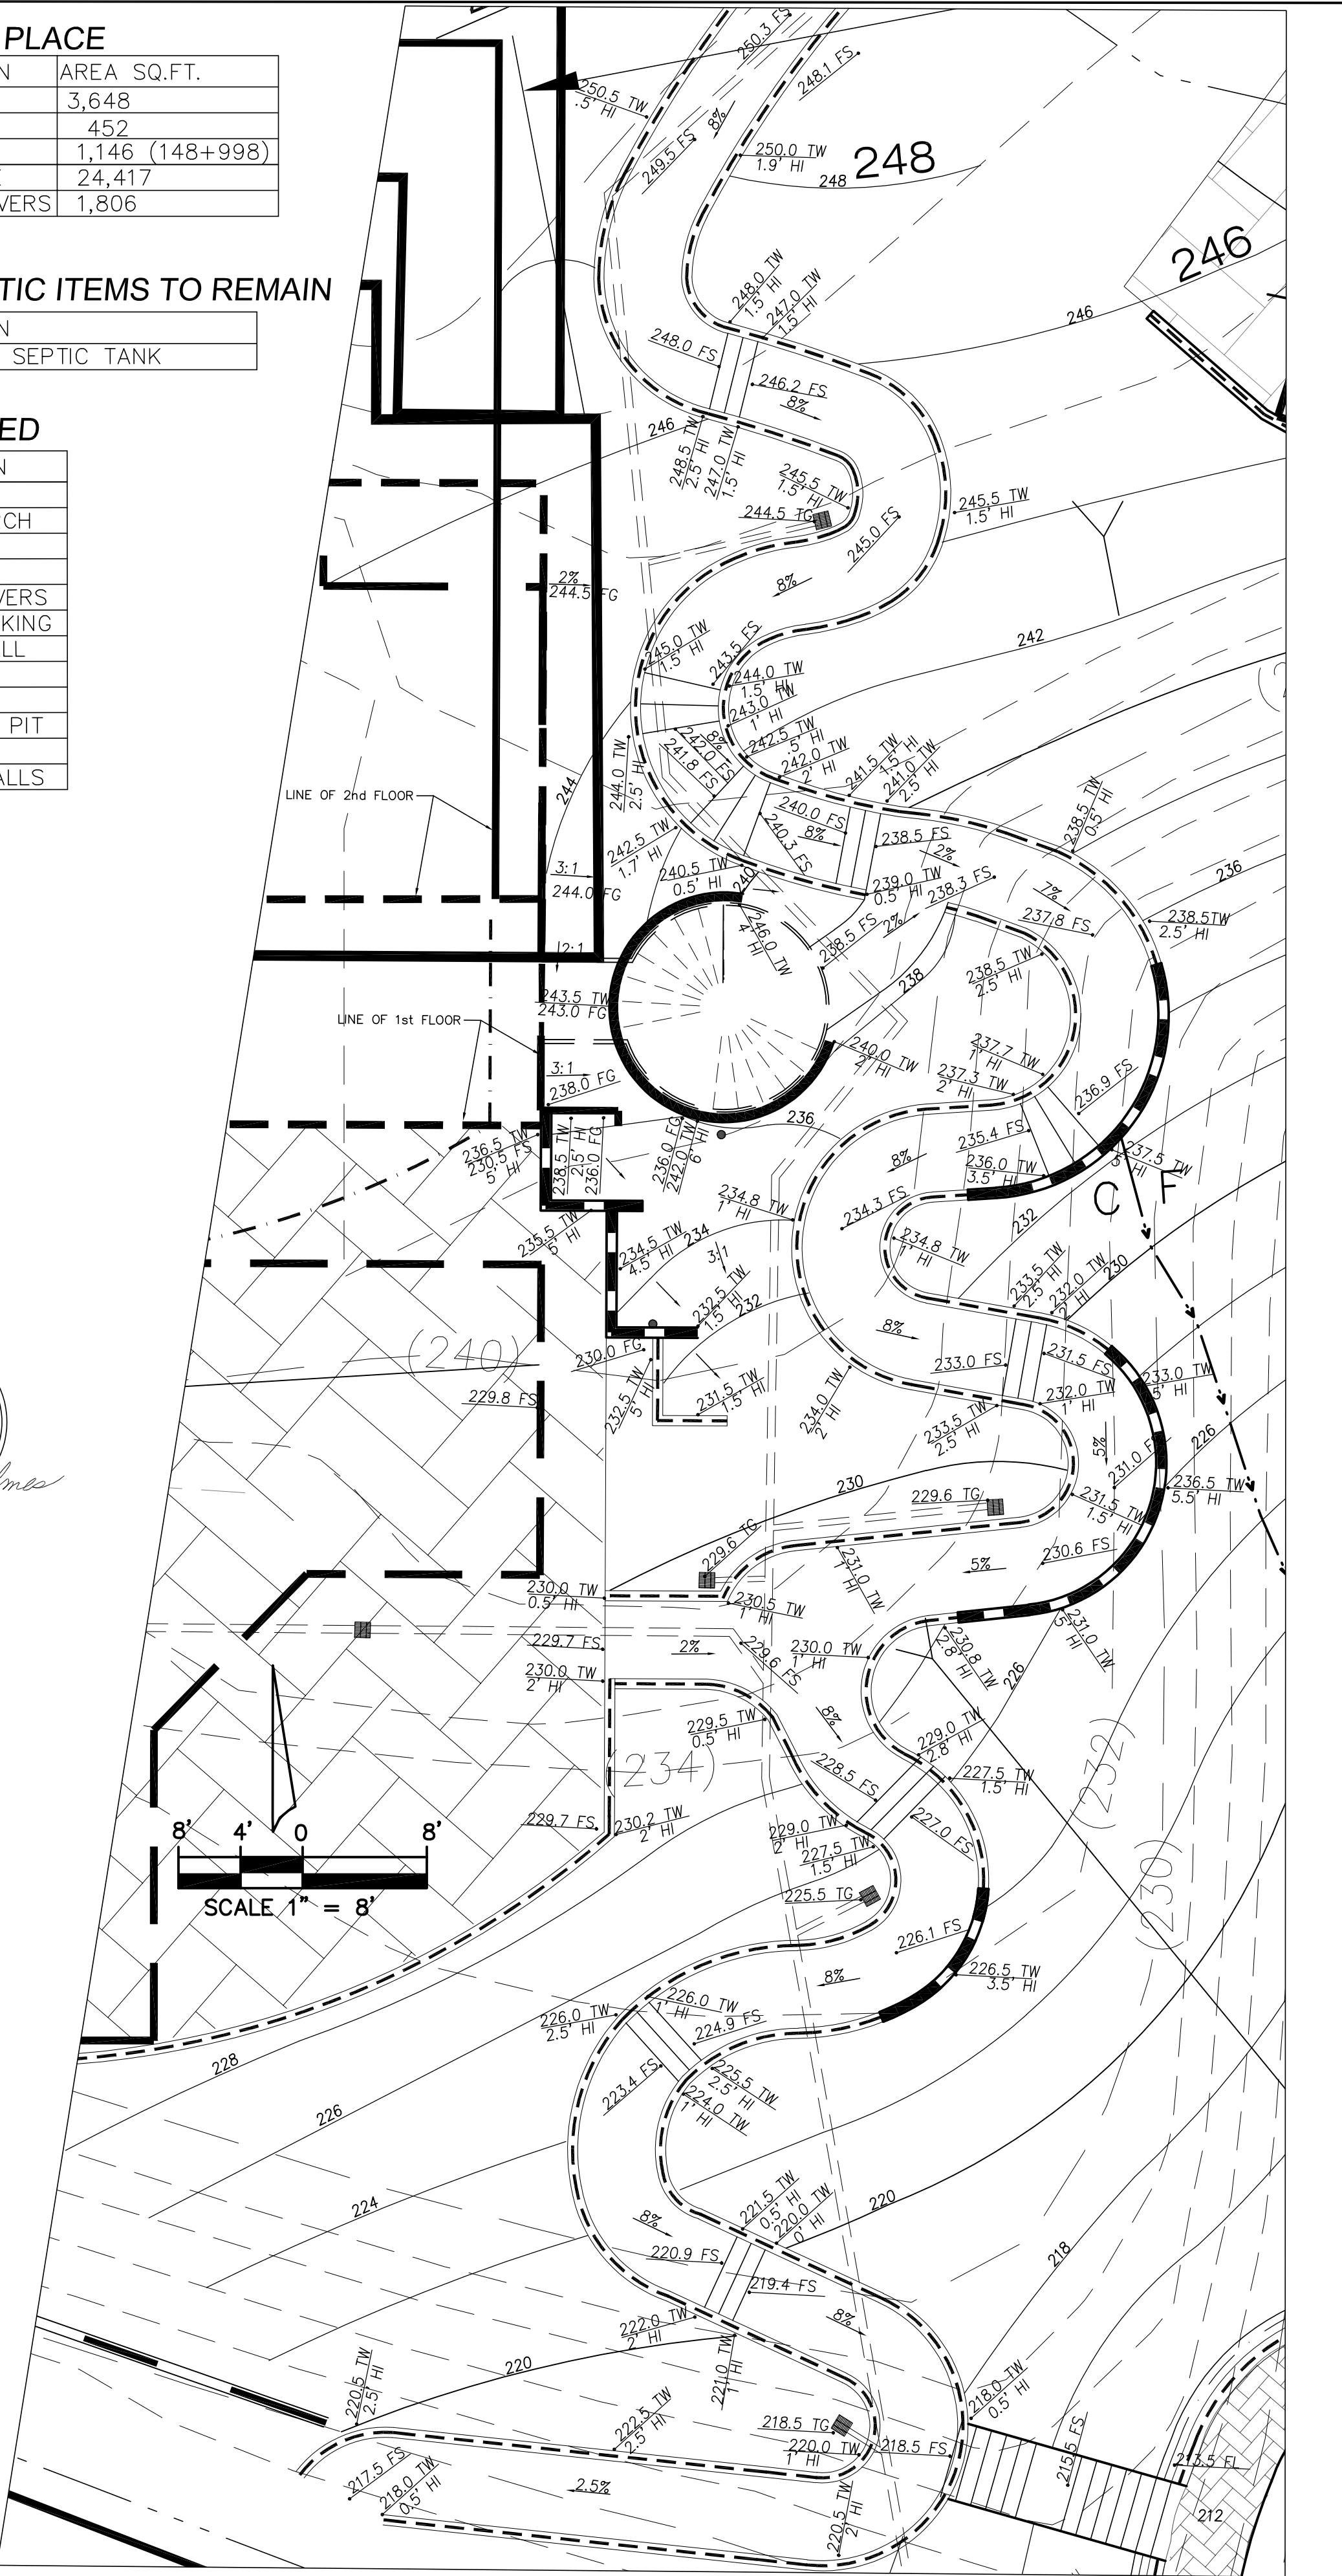 PLACE
N AREA SQ.FT.
3,648
452
1,146 (148+998)
24,417
VERS 1,806
TIC ITEMS TO REMAIN
N
SEPTIC TANK
ED
N
CH
VERS
KING
LL
PIT
ALLS
250.3 FS
248.1 FS
250.5 TW
.5' HI
8%
249.5 FS
250.0 TW
1.9' HI
248
248
246
248.0 TW
1.5' HI
247.0 TW
1.5' HI
246
248.0 FS
246.2 FS
8%
246
248.5 TW
2.5' HI
247.0 TW
1.5' HI
245.5 TW
1.5' HI
244.5 TG
245.0 FS
245.5 TW
1.5' HI
2%
244.5 FG
8%
242
245.0 TW
1.5' HI
243.5 FS
244.0 TW
1.5' HI
243.0 TW
1' HI
242.5 TW
.5' HI
242.0 TW
2' HI
8%
242.0 FS
241.8 FS
241.5 TW
1.5' HI
241.0 TW
2.5' HI
244
244.0 TW
2.5' HI
LINE OF 2nd FLOOR
238.5 TW
0.5' HI
240.0 FS
8%
240.3 FS
238.5 FS
2%
242.5 TW
1.7' HI
3:1
244.0 FG
240.5 TW
0.5' HI
240
239.0 TW
0.5' HI
238.3 FS
7%
236
237.8 FS
238.5TW
2.5' HI
246.0 TW
4' HI
238.5 FS
2%
2:1
238
238.5 TW
2.5' HI
243.5 TW
243.0 FG
LINE OF 1st FLOOR
240.0 TW
2' HI
237.7 TW
1' HI
237.3 TW
2' HI
236.9 FS
3:1
238.0 FG
236
235.4 FS
236.5 TW
230.5 FS
5' HI
238.5 TW
2.5' HI
236.0 FG
236.0 FG
242.0 TW
6' HI
8%
236.0 TW
3.5' HI
237.5 TW
5' HI
C F
234.8 TW
1' HI
234.3 FS
232
235.5 TW
5' HI
234.5 TW
4.5' HI
234
3:1
234.8 TW
1' HI
230
232.5 TW
1.5' HI
232
233.5 TW
2.5' HI
232.0 TW
2' HI
8%
(240)
230.0 FG
233.0 FS
231.5 FS
233.0 TW
5' HI
229.8 FS
232.5 TW
5' HI
231.5 TW
1.5' HI
234.0 TW
2' HI
232.0 TW
1' HI
233.5 TW
2.5' HI
5%
226
231.0 FS
236.5 TW
5.5' HI
230
229.6 TG
231.5 TW
1.5' HI
229.6 TG
231.0 TW
1' HI
5%
230.6 FS
230.0 TW
0.5' HI
230.5 TW
1' HI
231.0 TW
5' HI
229.7 FS
2%
229.6 FS
230.0 TW
1' HI
230.8 TW
2.8' HI
226
230.0 TW
2' HI
229.5 TW
0.5' HI
8%
229.0 TW
2.8' HI
(234)
228.5 FS
227.5 TW
1.5' HI
(232)
229.7 FS
230.2 TW
2' HI
229.0 TW
2' HI
227.0 FS
227.5 TW
1.5' HI
8' 4' 0 8'
SCALE 1" = 8'
(230)
225.5 TG
226.1 FS
8%
226.5 TW
3.5' HI
226.0 TW
2.5' HI
226.0 TW
1' HI
224.9 FS
228
223.4 FS
225.5 TW
2.5' HI
224.0 TW
1' HI
226
224
221.5 TW
0.5' HI
220.0 TW
0' HI
220
8%
220.9 FS
218
219.4 FS
8%
222.0 TW
2' HI
220
221.0 TW
1' HI
220.5 TW
2.5' HI
222.5 TW
2.5' HI
218.0 TW
0.5' HI
218.5 TG
220.0 TW
1' HI
218.5 FS
215.5 FS
213.5 FL
217.5 FS
218.0 TW
0.5' HI
2.5%
220.5 TW
2' HI
212